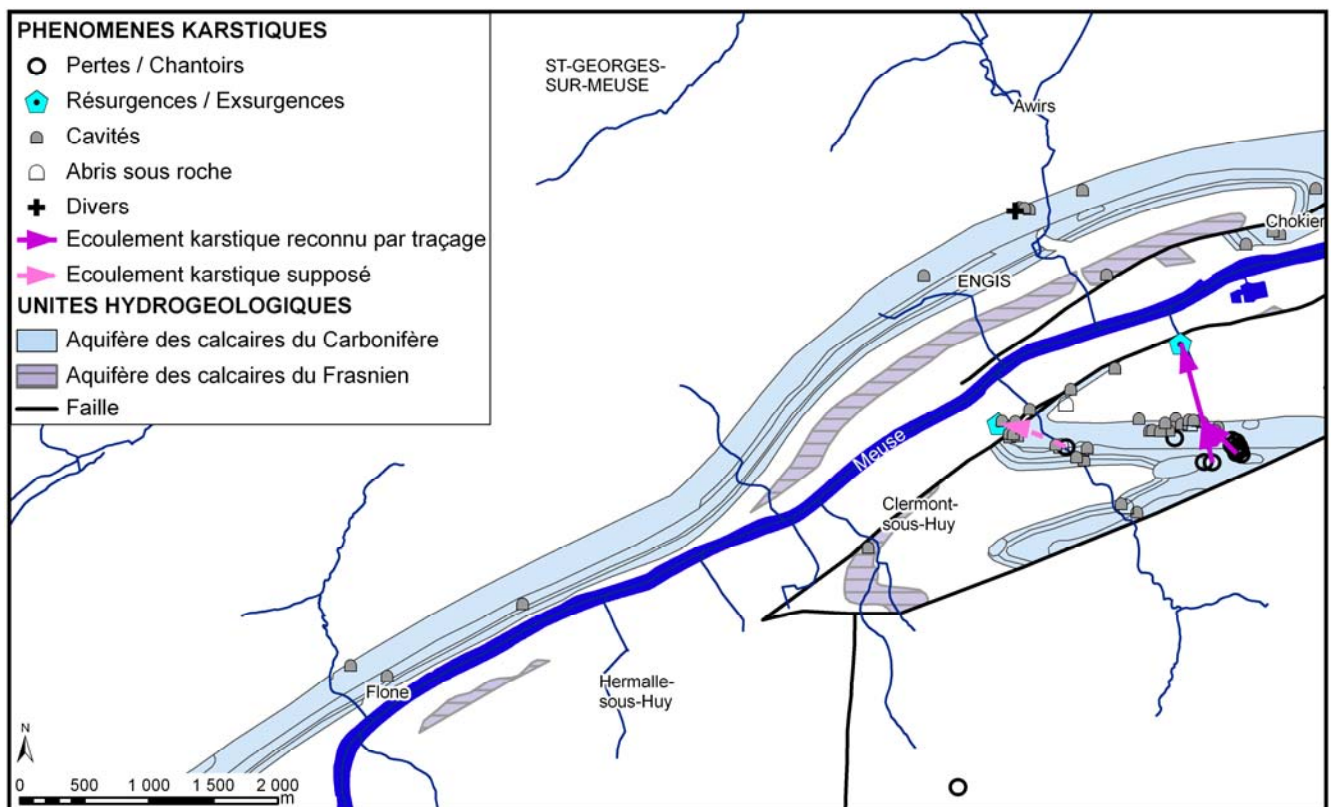 PHENOMENES KARSTIQUES
Pertes / Chantoirs
Résurgences / Exsurgences
Cavités
Abris sous roche
Divers
Ecoulement karstique reconnu par traçage
Ecoulement karstique supposé
UNITES HYDROGEOLOGIQUES
Aquifère des calcaires du Carbonifère
Aquifère des calcaires du Frasnien
Faille
ST-GEORGES-
SUR-MEUSE
Awirs
Chokier
ENGIS
Meuse
Clermont-
sous-Huy
Hermalle-
sous-Huy
Flone
N
0 500 1 000 1 500 2 000
m